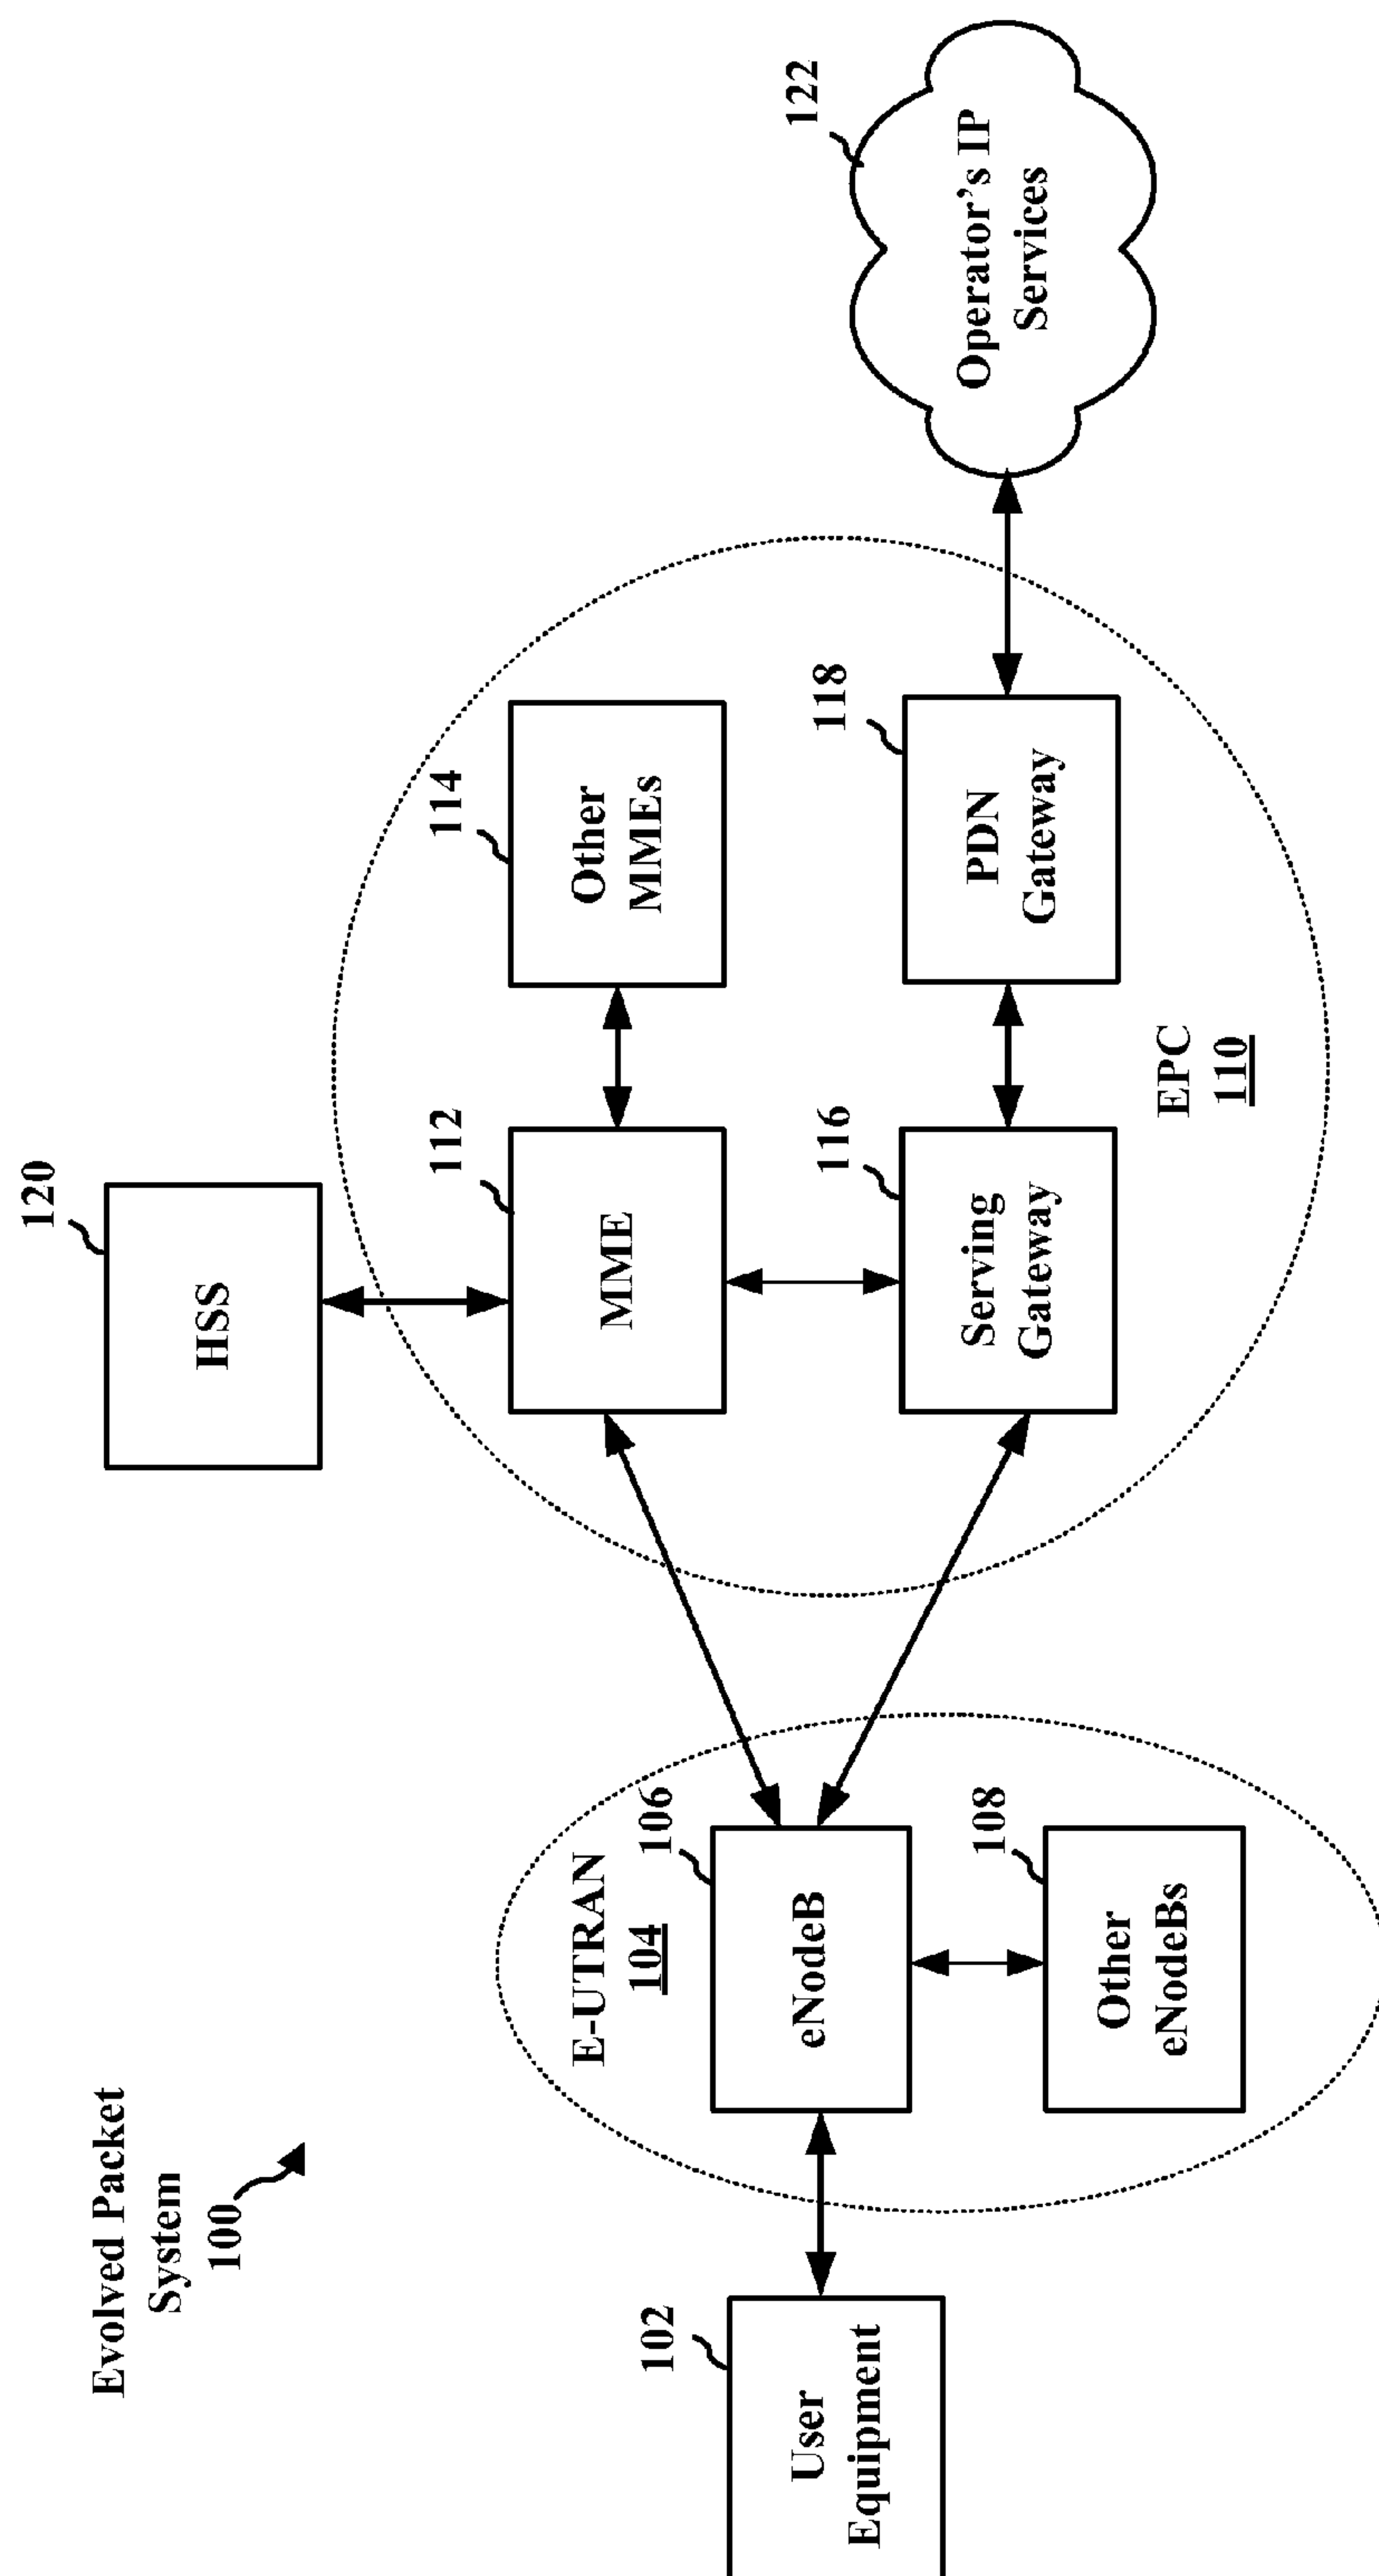 Evolved Packet
System
100
120
HSS
112
MME
114
Other
MMEs
E-UTRAN
104
106
eNodeB
102
User
Equipment
108
Other
eNodeBs
116
Serving
Gateway
118
PDN
Gateway
EPC
110
122
Operator’s IP
Services